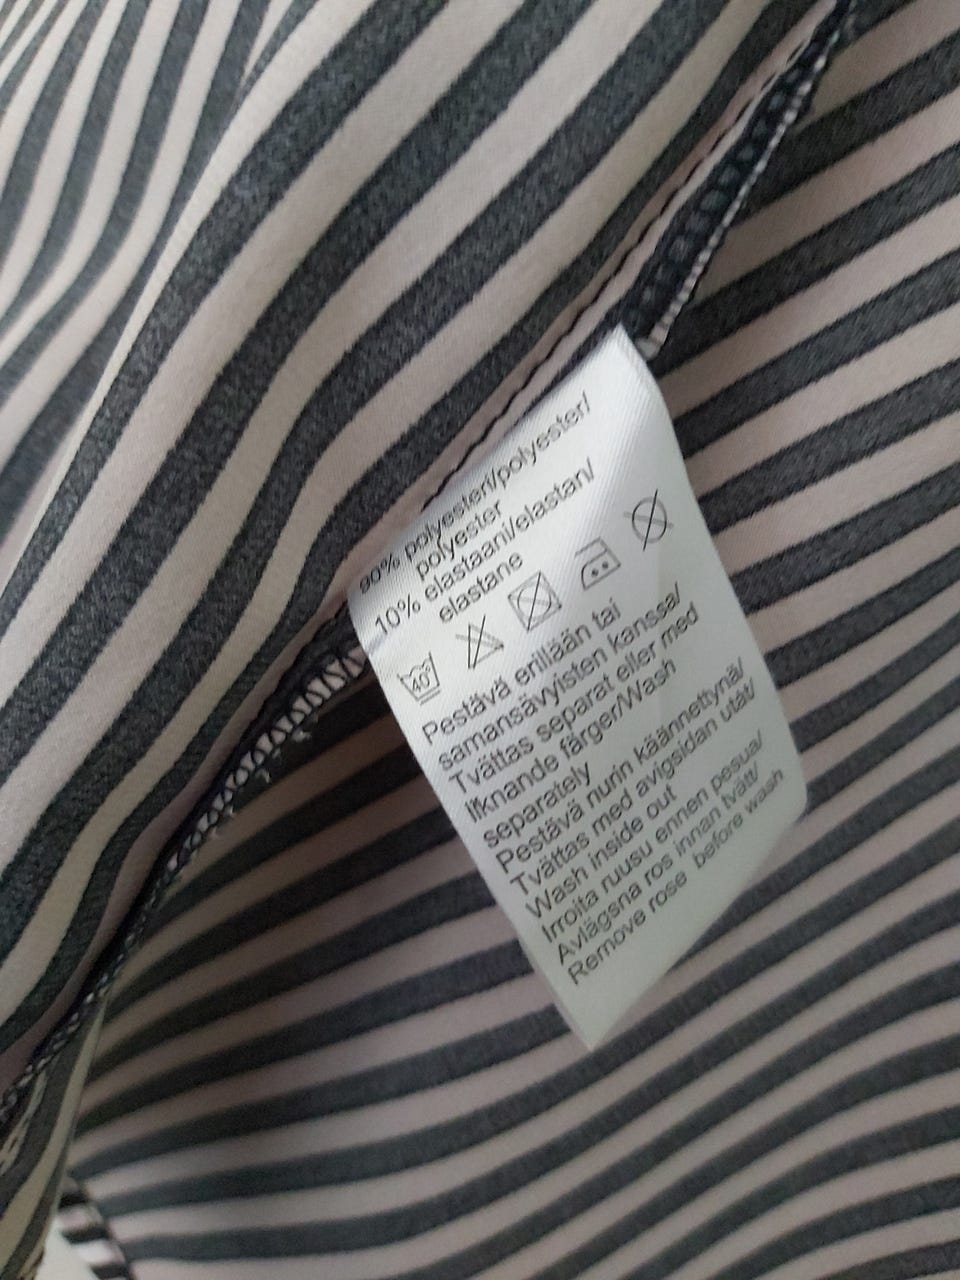 90% polyesteri/polyester/
polyester
10% elastaani/elastan/
elastane
40°
Pestävä erillään tai
samansävyisten kanssa/
Tvättas separat eller med
liknande färger/Wash
separately
Pestävä nurin käännettynä/
Tvättas med avigsidan utåt/
Wash inside out
Irroita ruusu ennen pesua/
Avlägsna ros innan tvätt/
Remove rose before wash